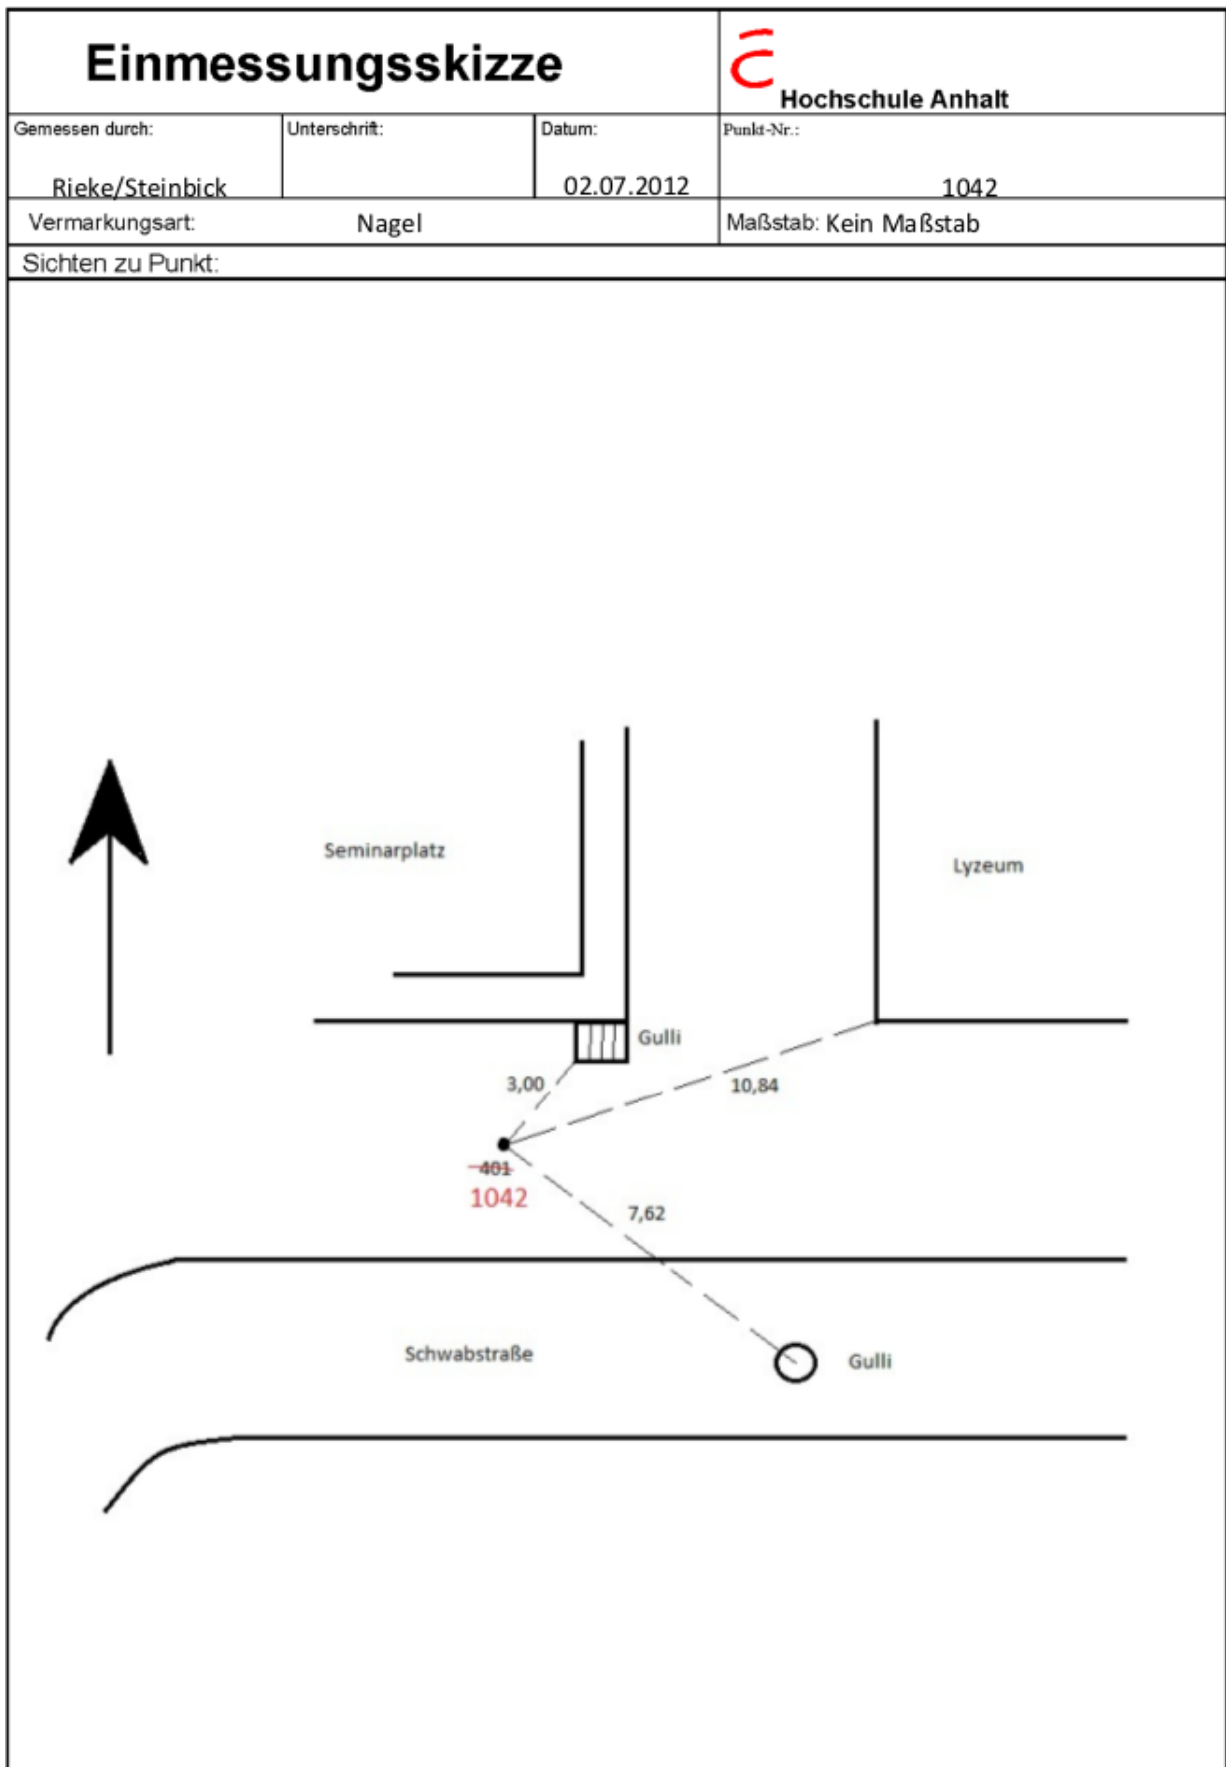 Einmessungsskizze
Hochschule Anhalt
Gemessen durch:
Unterschrift:
Datum:
Punkt-Nr.:
Rieke/Steinbick
02.07.2012
1042
Vermarkungsart:
Nagel
Maßstab: Kein Maßstab
Sichten zu Punkt:
Seminarplatz
Lyzeum
Gulli
3,00
10,84
401
1042
7,62
Schwabstraße
Gulli